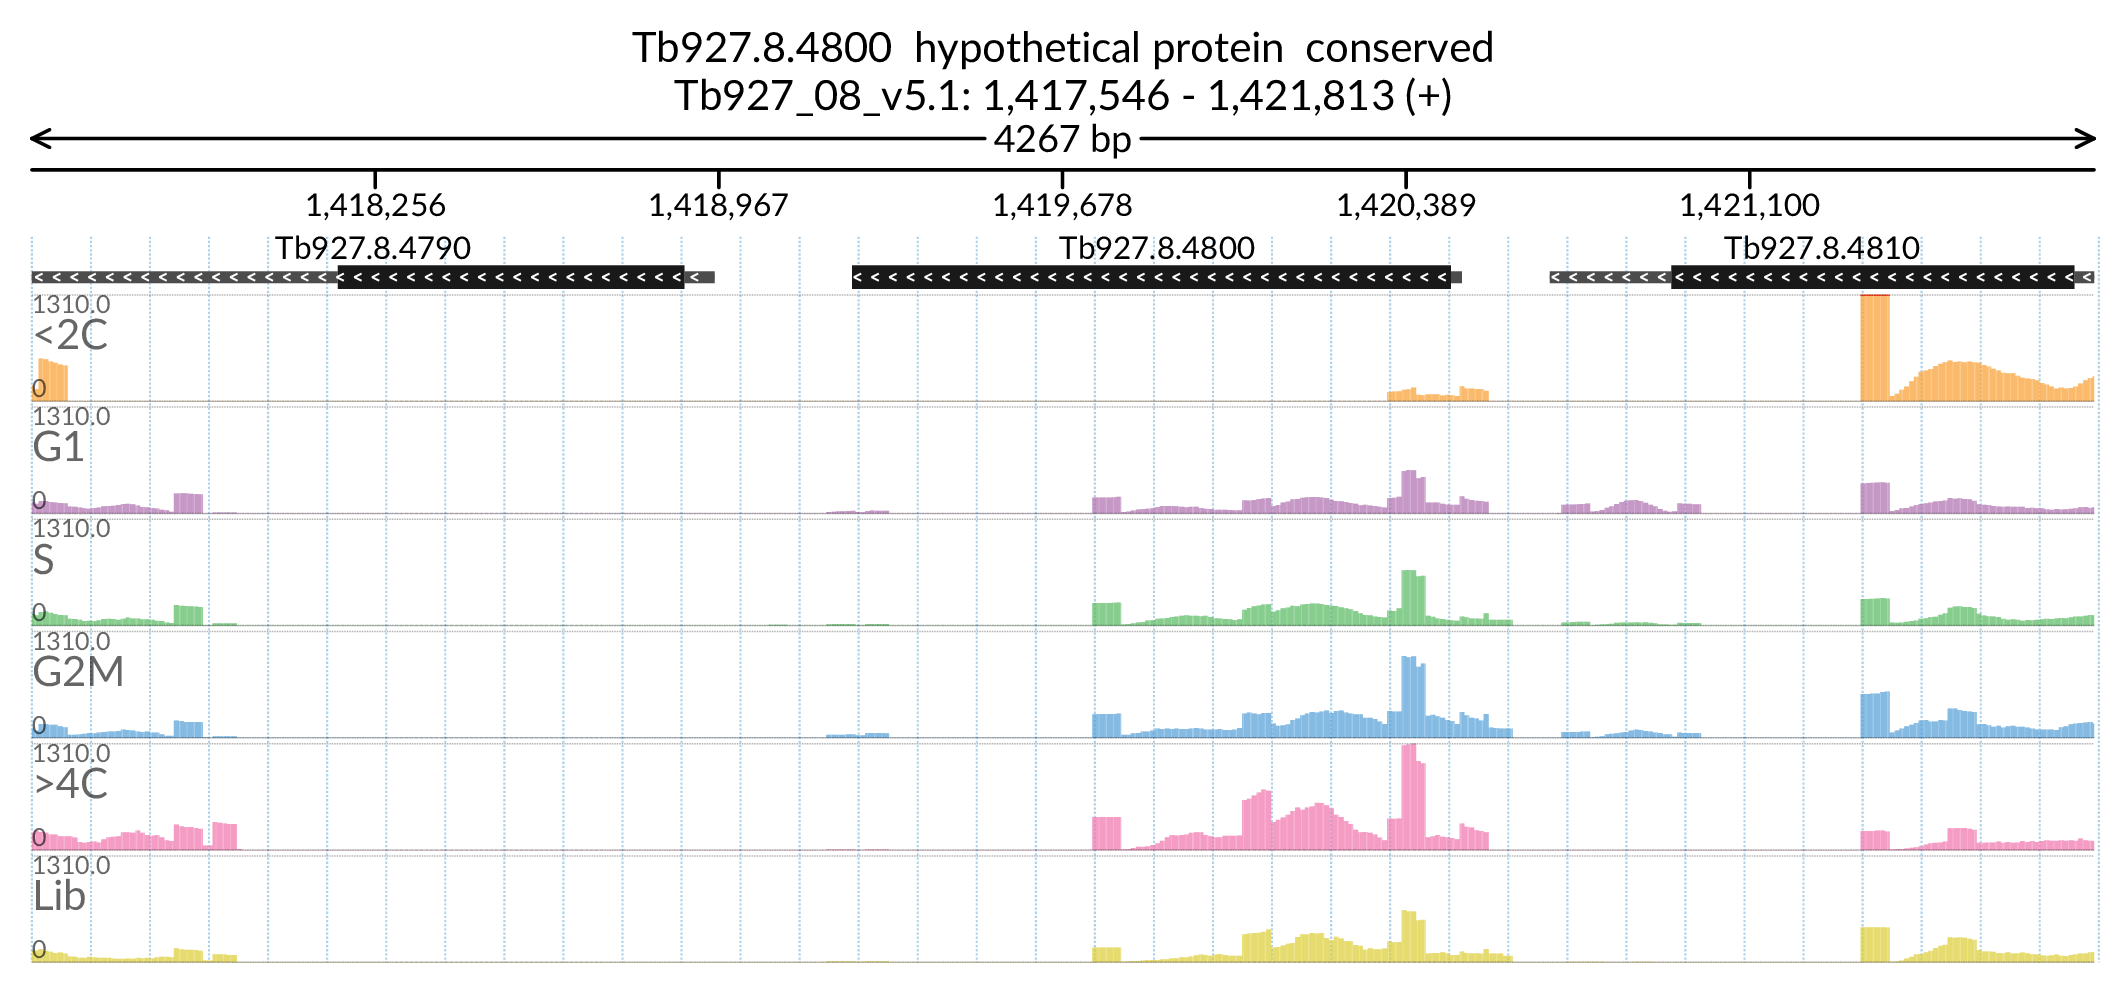 Tb927.8.4800 hypothetical protein conserved
Tb927_08_v5.1: 1,417,546 - 1,421,813 (+)
4267 bp
1,418,256 1,418,967 1,419,678 1,420,389 1,421,100
Tb927.8.4790 Tb927.8.4800 Tb927.8.4810
1310.0
<2C
0
1310.0
G1
0
1310.0
S
0
1310.0
G2M
0
1310.0
>4C
0
1310.0
Lib
0